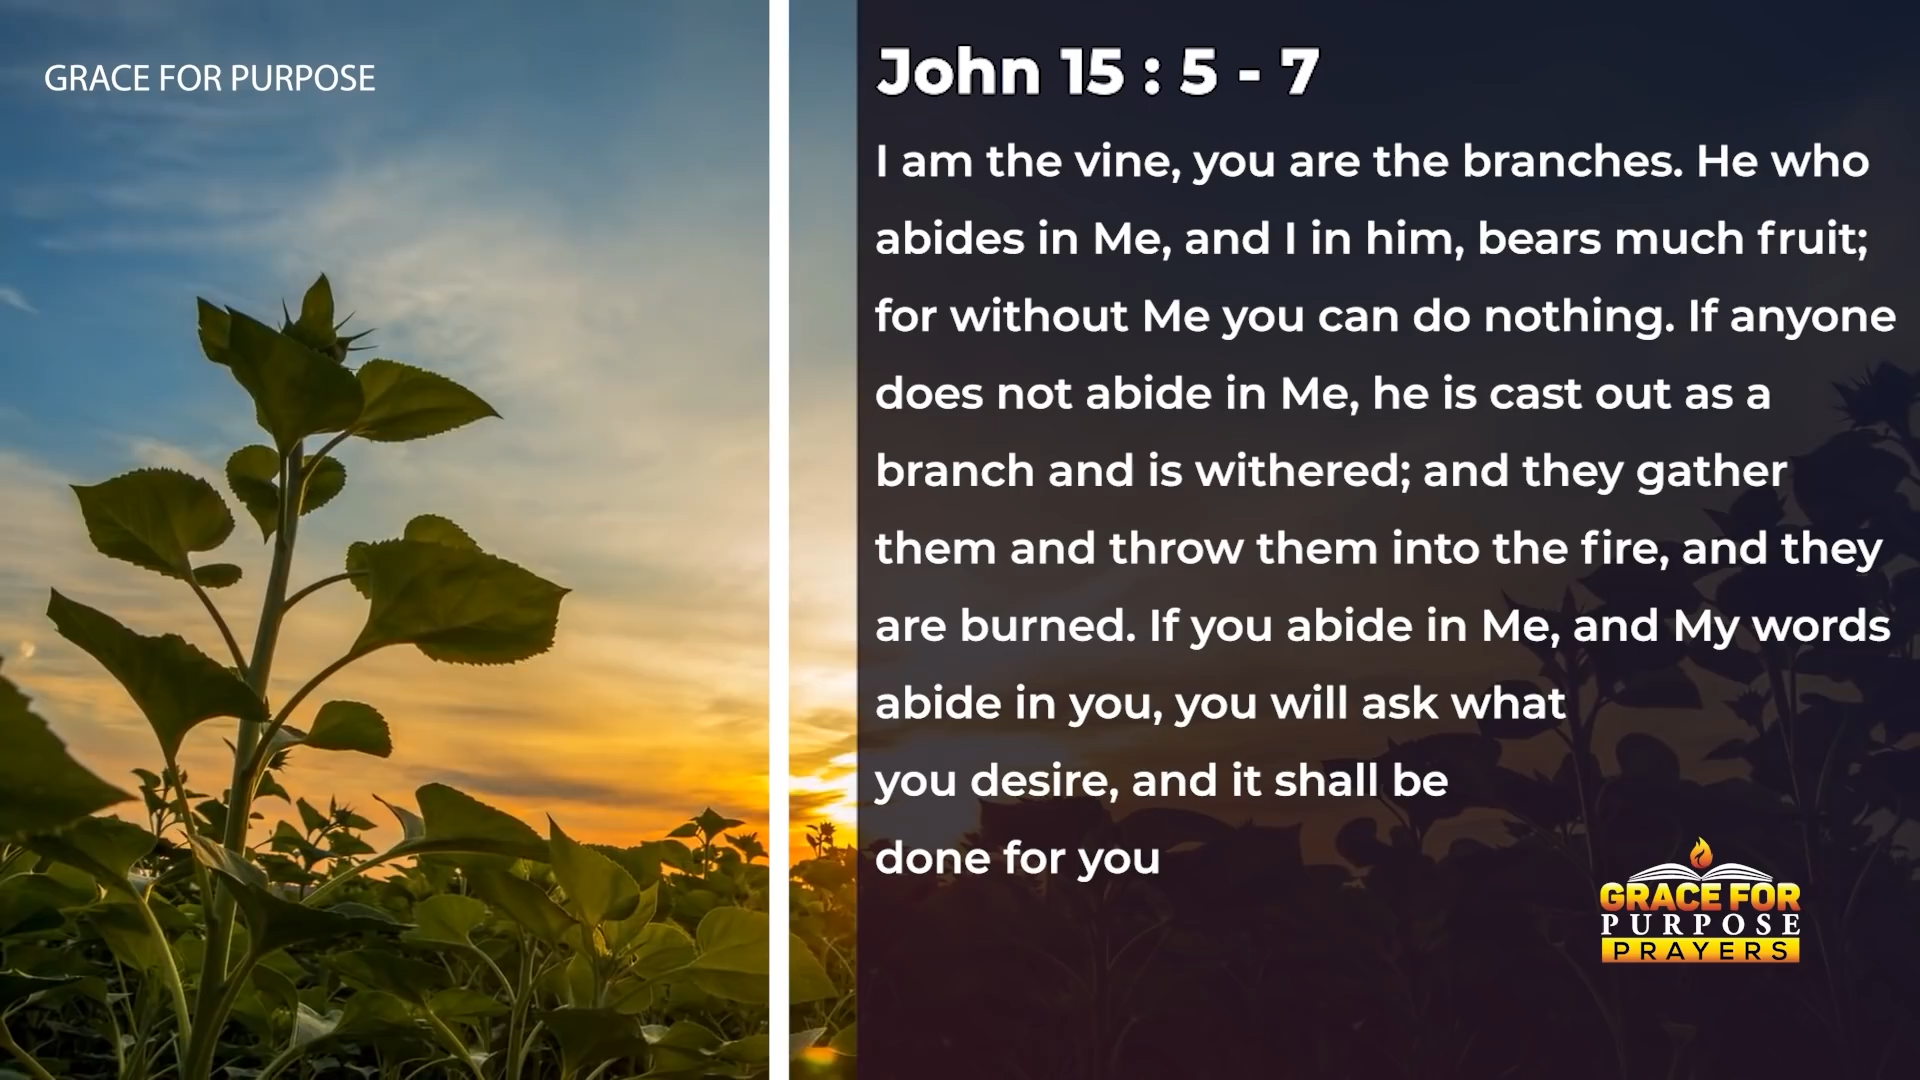 GRACE FOR PURPOSE
John 15 : 5 - 7
I am the vine, you are the branches. He who
abides in Me, and I in him, bears much fruit;
for without Me you can do nothing. If anyone
does not abide in Me, he is cast out as a
branch and is withered; and they gather
them and throw them into the fire, and they
are burned. If you abide in Me, and My words
abide in you, you will ask what
you desire, and it shall be
done for you
GRACE FOR
PURPOSE
PRAYERS